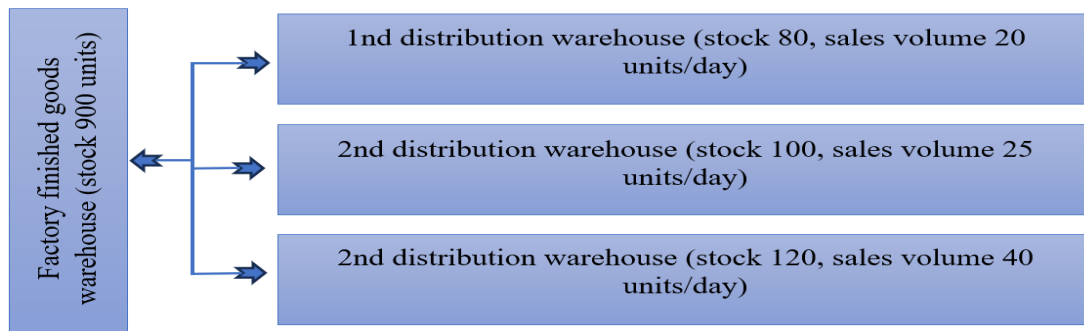 Factory finished goods
warehouse (stock 900 units)
1nd distribution warehouse (stock 80, sales volume 20
units/day)
2nd distribution warehouse (stock 100, sales volume 25
units/day)
2nd distribution warehouse (stock 120, sales volume 40
units/day)